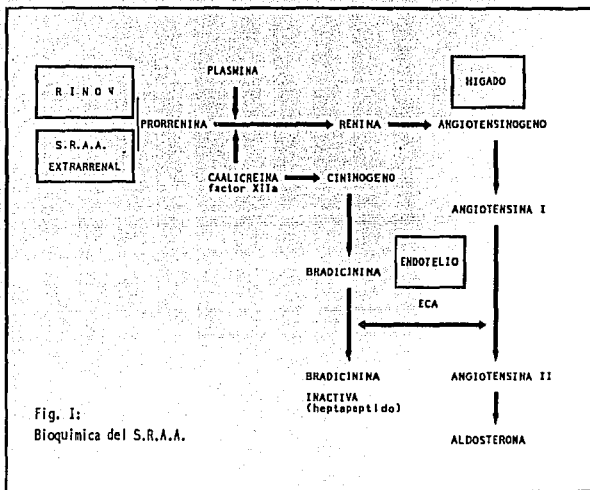 PLASMINA
HIGADO
RINON
PRORRENINA
RENINA
ANGIOTENSINOGENO
S.R.A.A.
EXTRARRENAL
CAALICREINA
factor XIIa
CININOGENO
ANGIOTENSINA I
BRADICININA
ENDOTELIO
ECA
BRADICININA
INACTIVA
(heptapeptido)
ANGIOTENSINA II
ALDOSTERONA
Fig. I:
Bioquimica del S.R.A.A.